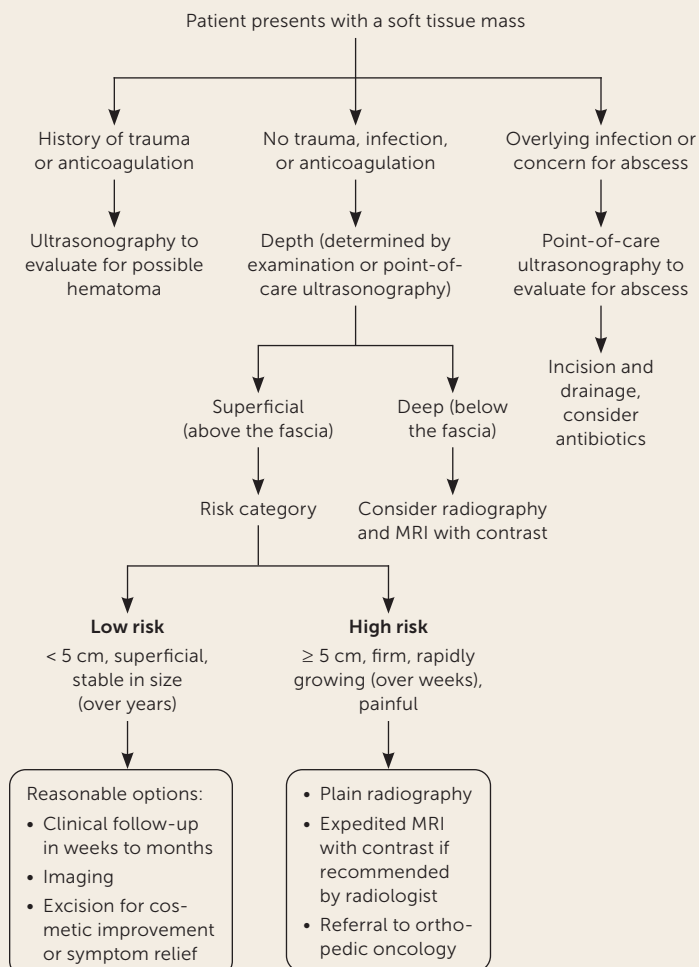 Patient presents with a soft tissue mass
History of trauma
or anticoagulation
No trauma, infection,
or anticoagulation
Overlying infection or
concern for abscess
Ultrasonography to
evaluate for possible
hematoma
Depth (determined by
examination or point-of-
care ultrasonography)
Point-of-care
ultrasonography to
evaluate for abscess
Incision and
drainage,
consider
antibiotics
Superficial
(above the fascia)
Deep (below
the fascia)
Risk category
Consider radiography
and MRI with contrast
Low risk
< 5 cm, superficial,
stable in size
(over years)
High risk
≥ 5 cm, firm, rapidly
growing (over weeks),
painful
Reasonable options:
• Clinical follow-up
in weeks to months
• Imaging
• Excision for cos-
metic improvement
or symptom relief
• Plain radiography
• Expedited MRI
with contrast if
recommended
by radiologist
• Referral to ortho-
pedic oncology